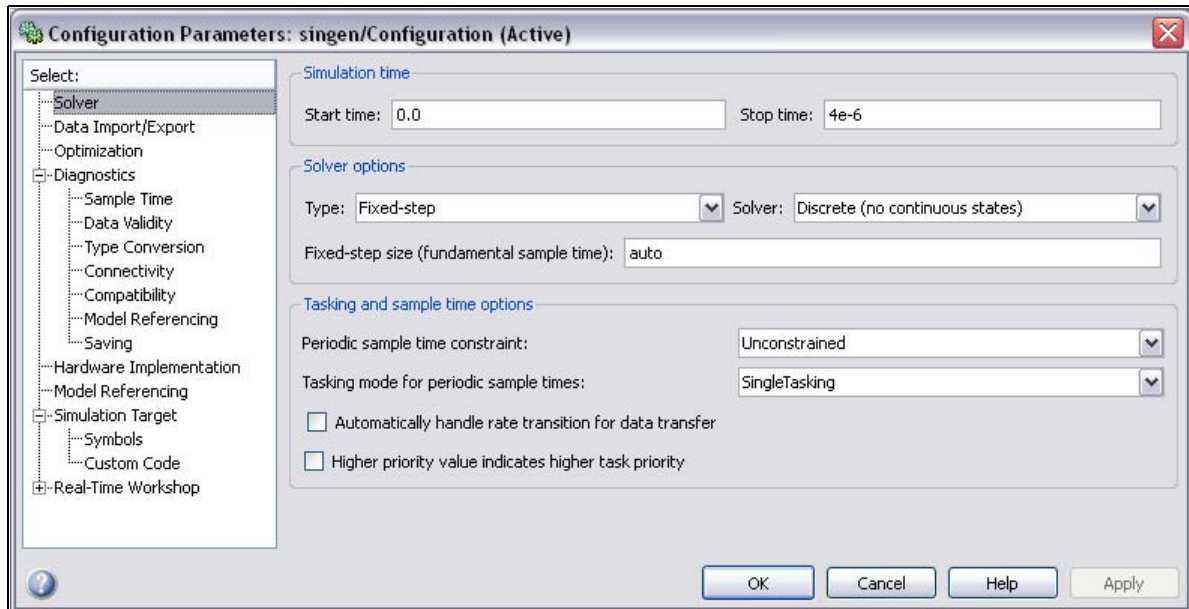 Configuration Parameters: singen/Configuration (Active)
Select:
Solver
Data Import/Export
Optimization
Diagnostics
Sample Time
Data Validity
Type Conversion
Connectivity
Compatibility
Model Referencing
Saving
Hardware Implementation
Model Referencing
Simulation Target
Symbols
Custom Code
Real-Time Workshop
Simulation time
Start time: 0.0 Stop time: 4e-6
Solver options
Type: Fixed-step Solver: Discrete (no continuous states)
Fixed-step size (fundamental sample time): auto
Tasking and sample time options
Periodic sample time constraint: Unconstrained
Tasking mode for periodic sample times: SingleTasking
Automatically handle rate transition for data transfer
Higher priority value indicates higher task priority
OK Cancel Help Apply